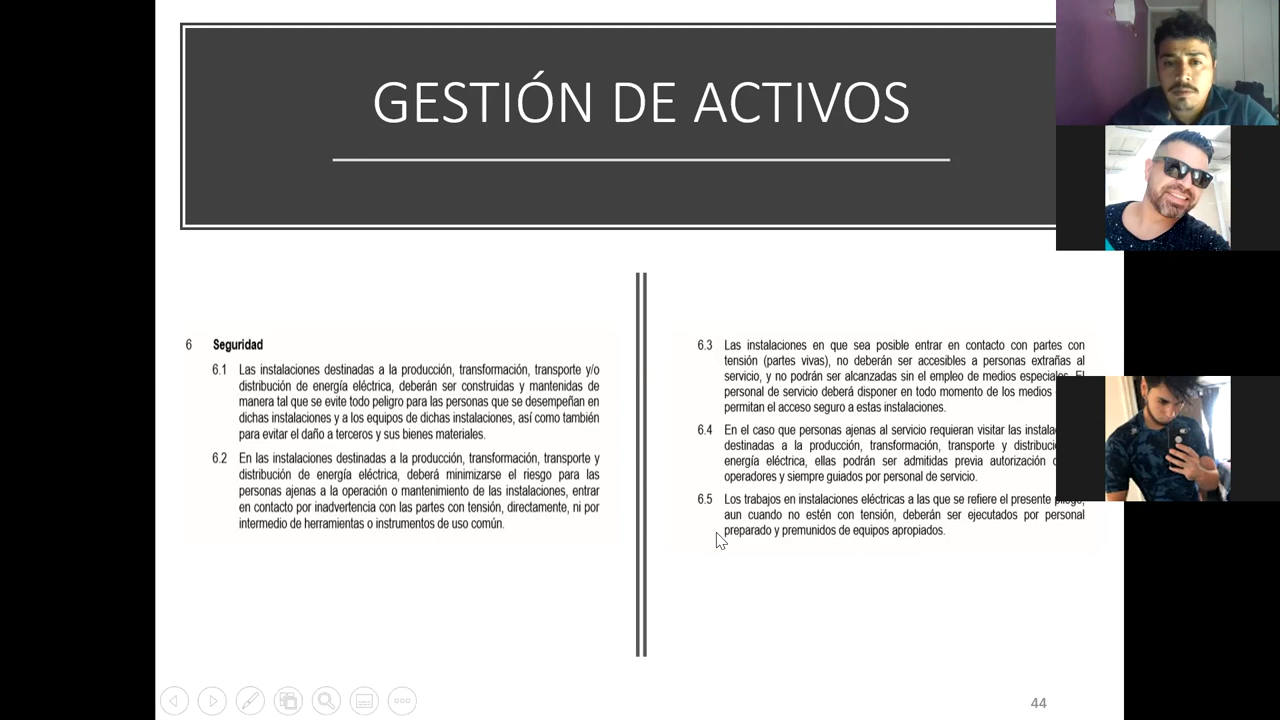 GESTIÓN DE ACTIVOS
6 Seguridad
6.1 Las instalaciones destinadas a la producción, transformación, transporte y/o
distribución de energía eléctrica, deberán ser construidas y mantenidas de
manera tal que se evite todo peligro para las personas que se desempeñan en
dichas instalaciones y a los equipos de dichas instalaciones, así como también
para evitar el daño a terceros y sus bienes materiales.
6.2 En las instalaciones destinadas a la producción, transformación, transporte y
distribución de energía eléctrica, deberá minimizarse el riesgo para las
personas ajenas a la operación o mantenimiento de las instalaciones, entrar
en contacto por inadvertencia con las partes con tensión, directamente, ni por
intermedio de herramientas o instrumentos de uso común.
6.3 Las instalaciones en que sea posible entrar en contacto con partes con
tensión (partes vivas), no deberán ser accesibles a personas extrañas al
servicio, y no podrán ser alcanzadas sin el empleo de medios especiales. El
personal de servicio deberá disponer en todo momento de los medios
permitan el acceso seguro a estas instalaciones.
6.4 En el caso que personas ajenas al servicio requieran visitar las
destinadas a la producción, transformación, transporte y
energía eléctrica, ellas podrán ser admitidas previa autorización
operadores y siempre guiados por personal de servicio.
6.5 Los trabajos en instalaciones eléctricas a las que se refiere el presente pliego,
aun cuando no estén con tensión, deberán ser ejecutados por personal
preparado y premunidos de equipos apropiados.
44